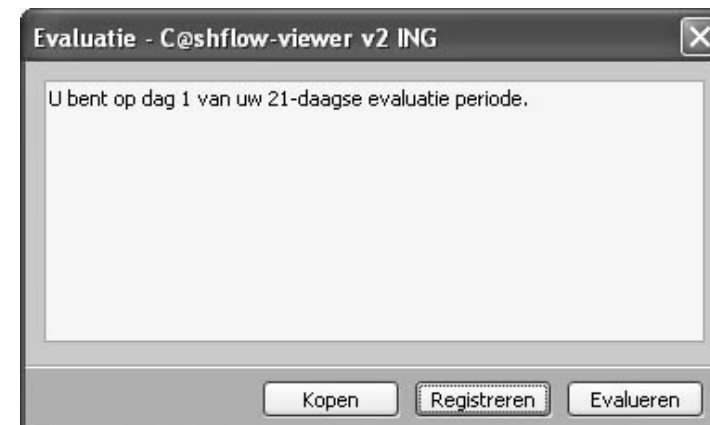 Evaluatie - C@shflow-viewer v2 ING
U bent op dag 1 van uw 21-daagse evaluatie periode.
Kopen Registreren Evalueren